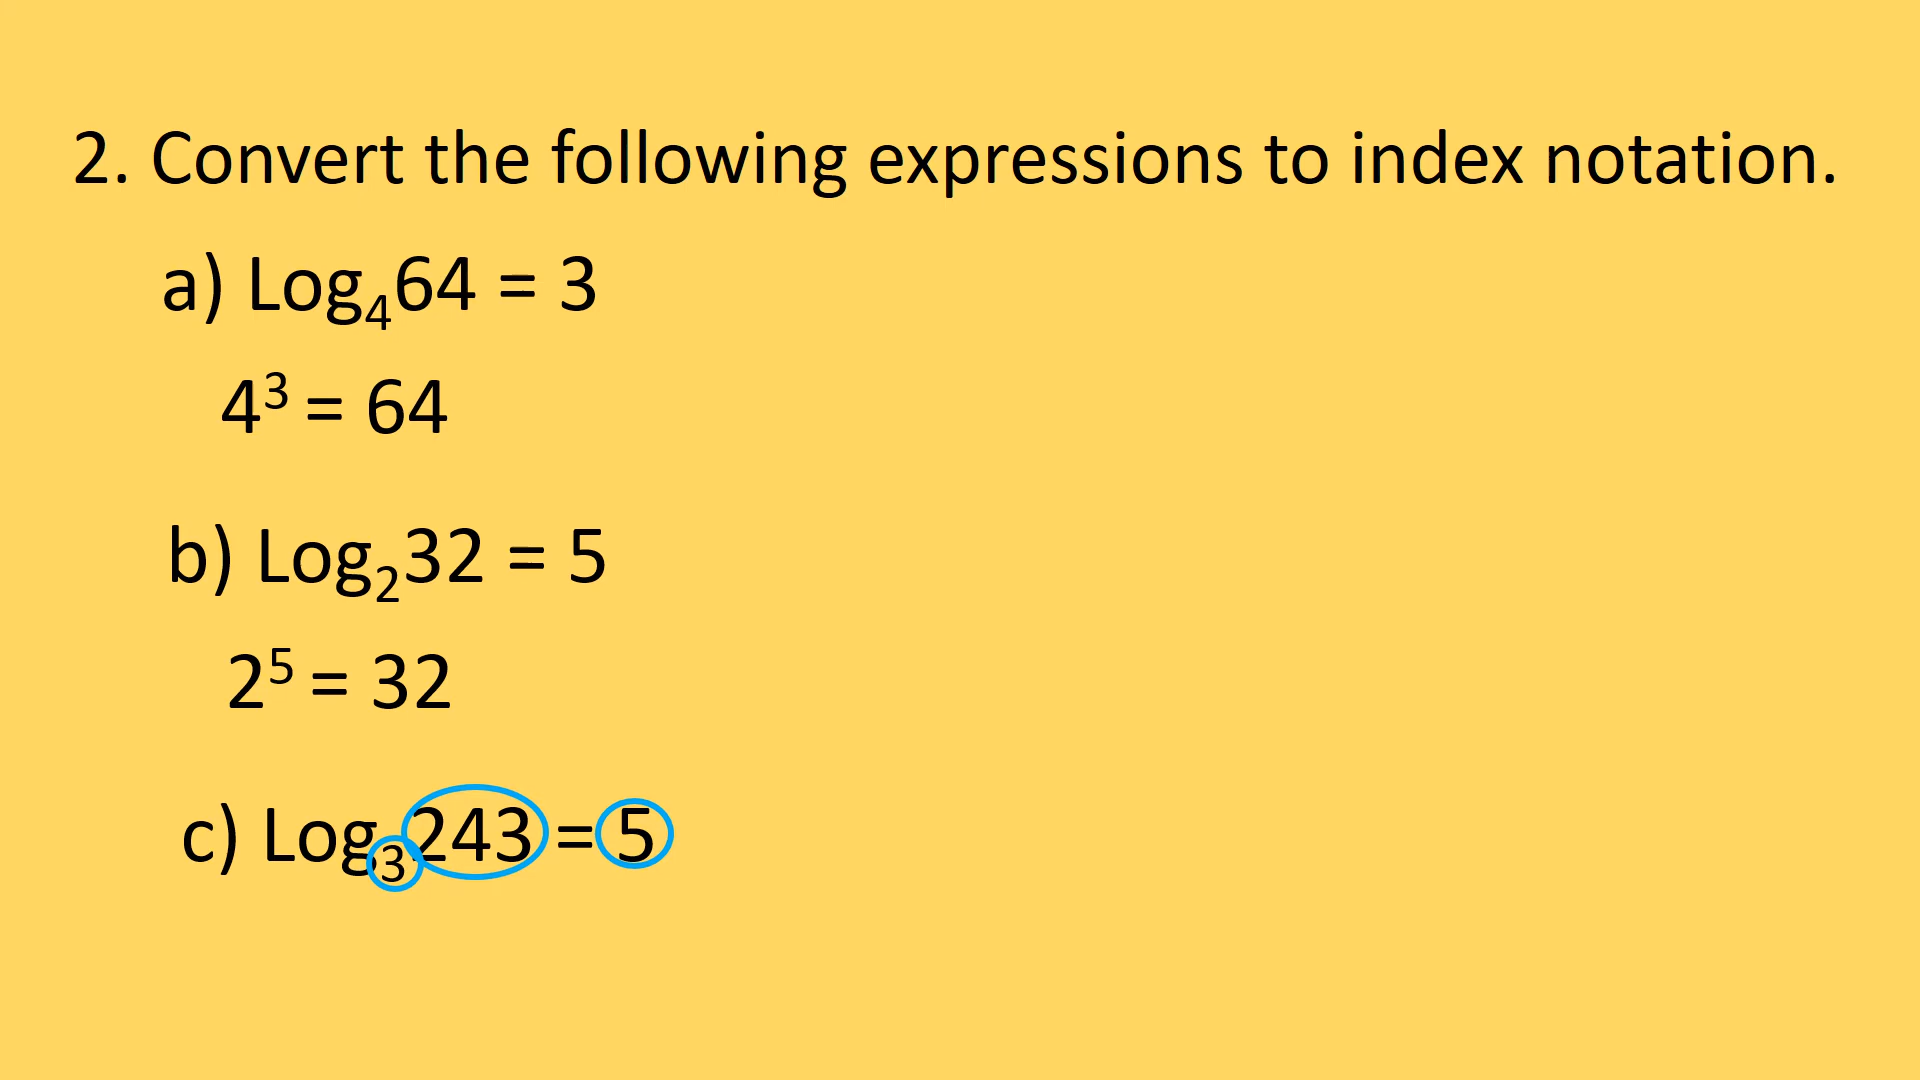 2. Convert the following expressions to index notation.
a) Log₄64 = 3
4³ = 64
b) Log₂32 = 5
2⁵ = 32
c) Log₃243 = 5